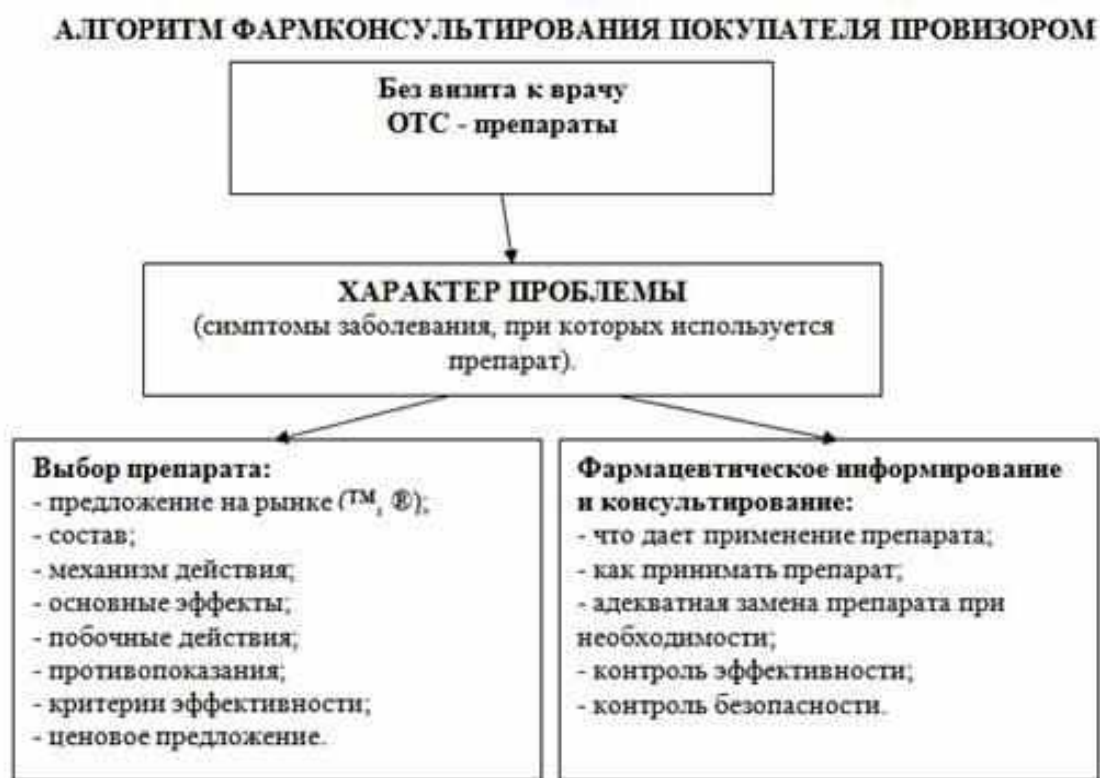 АЛГОРИТМ ФАРМКОНСУЛЬТИРОВАНИЯ ПОКУПАТЕЛЯ ПРОВИЗОРОМ
Без визита к врачу
ОТС - препараты
ХАРАКТЕР ПРОБЛЕМЫ
(симптомы заболевания, при которых используется
препарат).
Выбор препарата:
- предложение на рынке (™, ®);
- состав;
- механизм действия;
- основные эффекты;
- побочные действия;
- противопоказания;
- критерии эффективности;
- ценовое предложение.
Фармацевтическое информирование
и консультирование:
- что дает применение препарата;
- как принимать препарат;
- адекватная замена препарата при
необходимости;
- контроль эффективности;
- контроль безопасности.